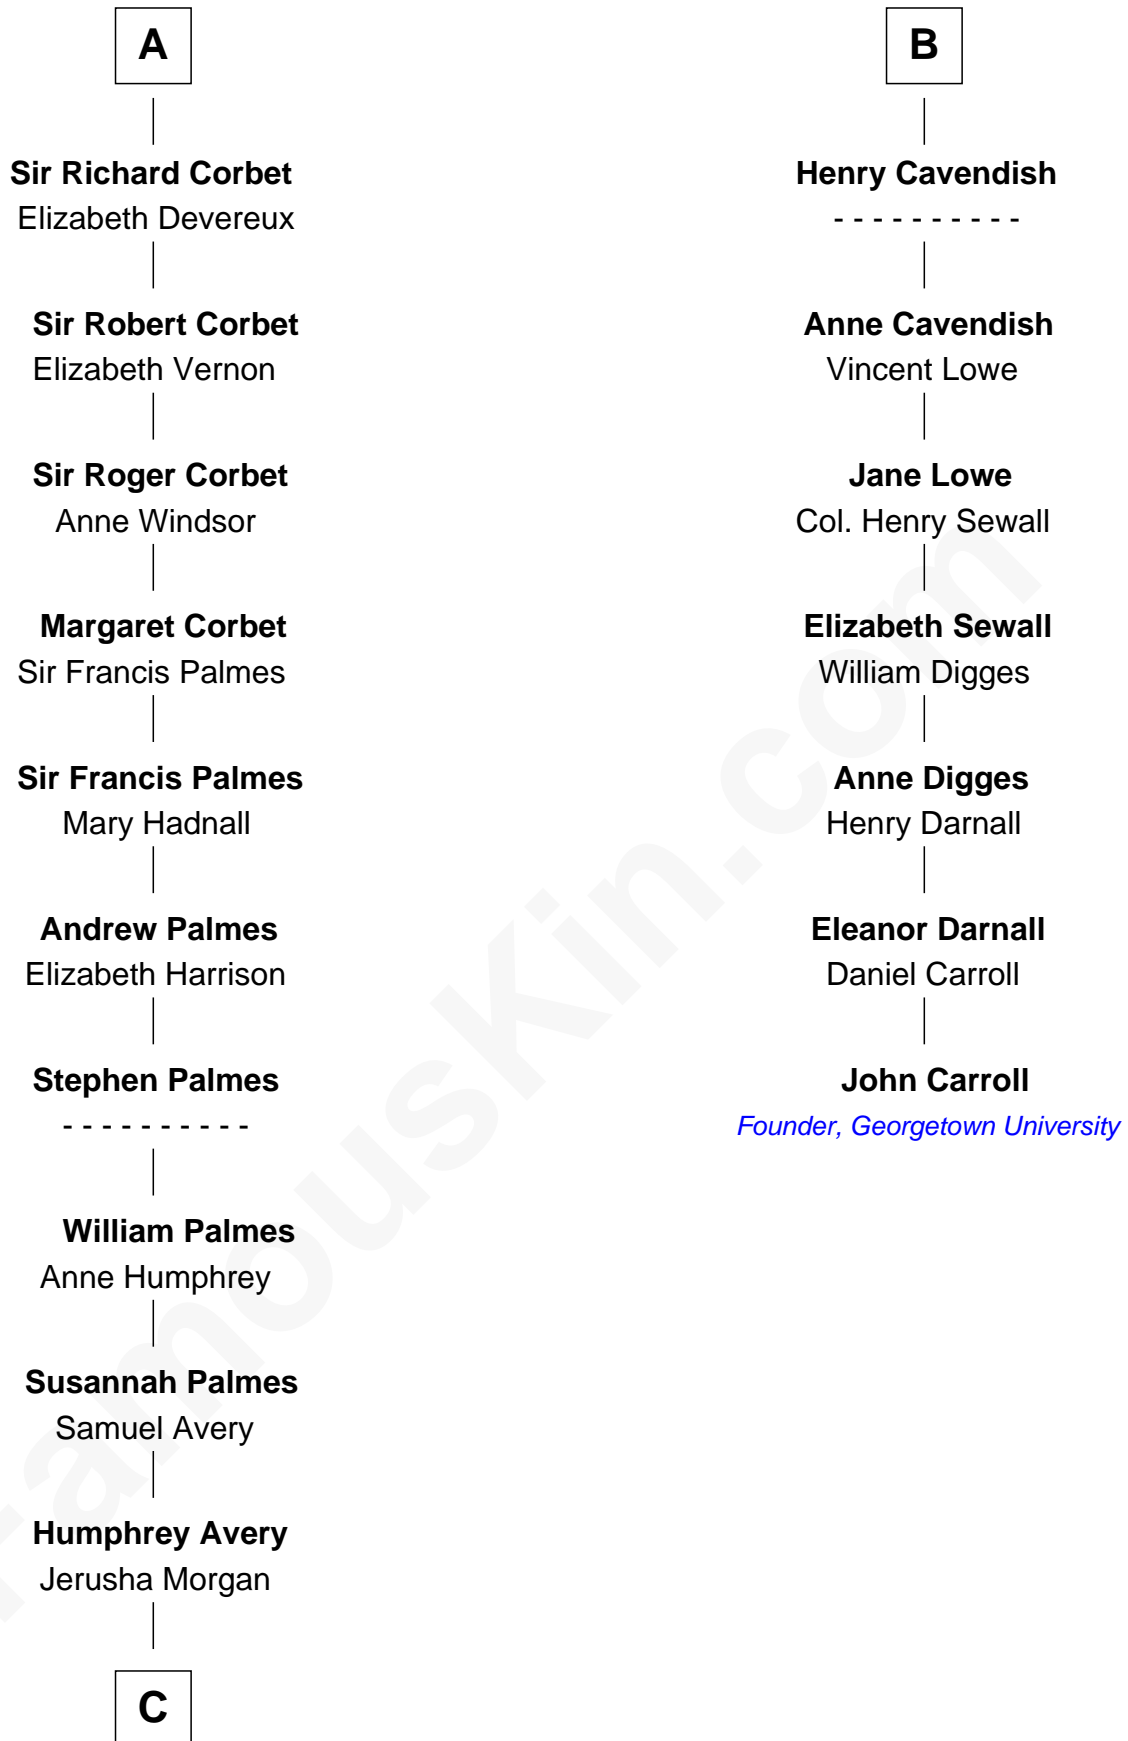 A
Sir Richard Corbet
Elizabeth Devereux
Sir Robert Corbet
Elizabeth Vernon
Sir Roger Corbet
Anne Windsor
Margaret Corbet
Sir Francis Palmes
Sir Francis Palmes
Mary Hadnall
Andrew Palmes
Elizabeth Harrison
Stephen Palmes
- - - - - - - - - -
William Palmes
Anne Humphrey
Susannah Palmes
Samuel Avery
Humphrey Avery
Jerusha Morgan
C
B
Henry Cavendish
- - - - - - - - - -
Anne Cavendish
Vincent Lowe
Jane Lowe
Col. Henry Sewall
Elizabeth Sewall
William Digges
Anne Digges
Henry Darnall
Eleanor Darnall
Daniel Carroll
John Carroll
Founder, Georgetown University
FamousKin.com